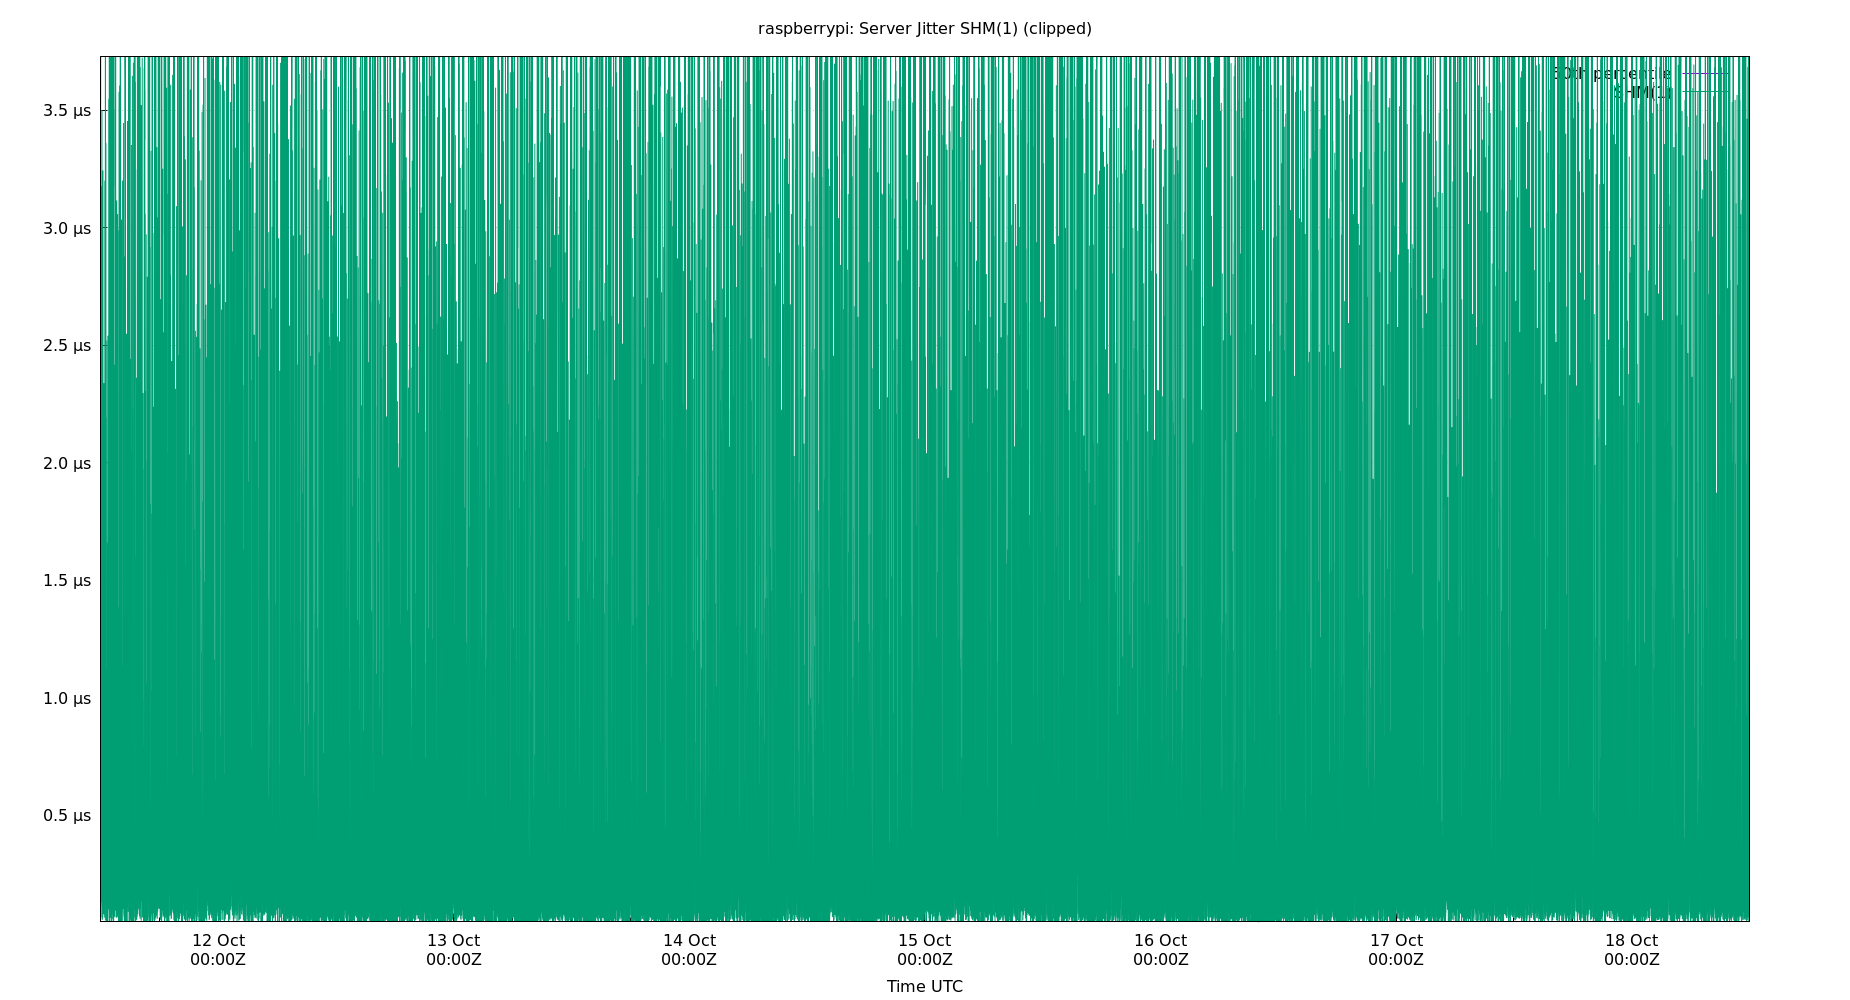 raspberrypi: Server Jitter SHM(1) (clipped)
percentile
SHM(1)
3.5 µs
3.0 µs
2.5 µs
2.0 µs
1.5 µs
1.0 µs
0.5 µs
12 Oct 13 Oct 14 Oct 15 Oct 16 Oct 17 Oct 18 Oct
00:00Z 00:00Z 00:00Z 00:00Z 00:00Z 00:00Z 00:00Z
Time UTC